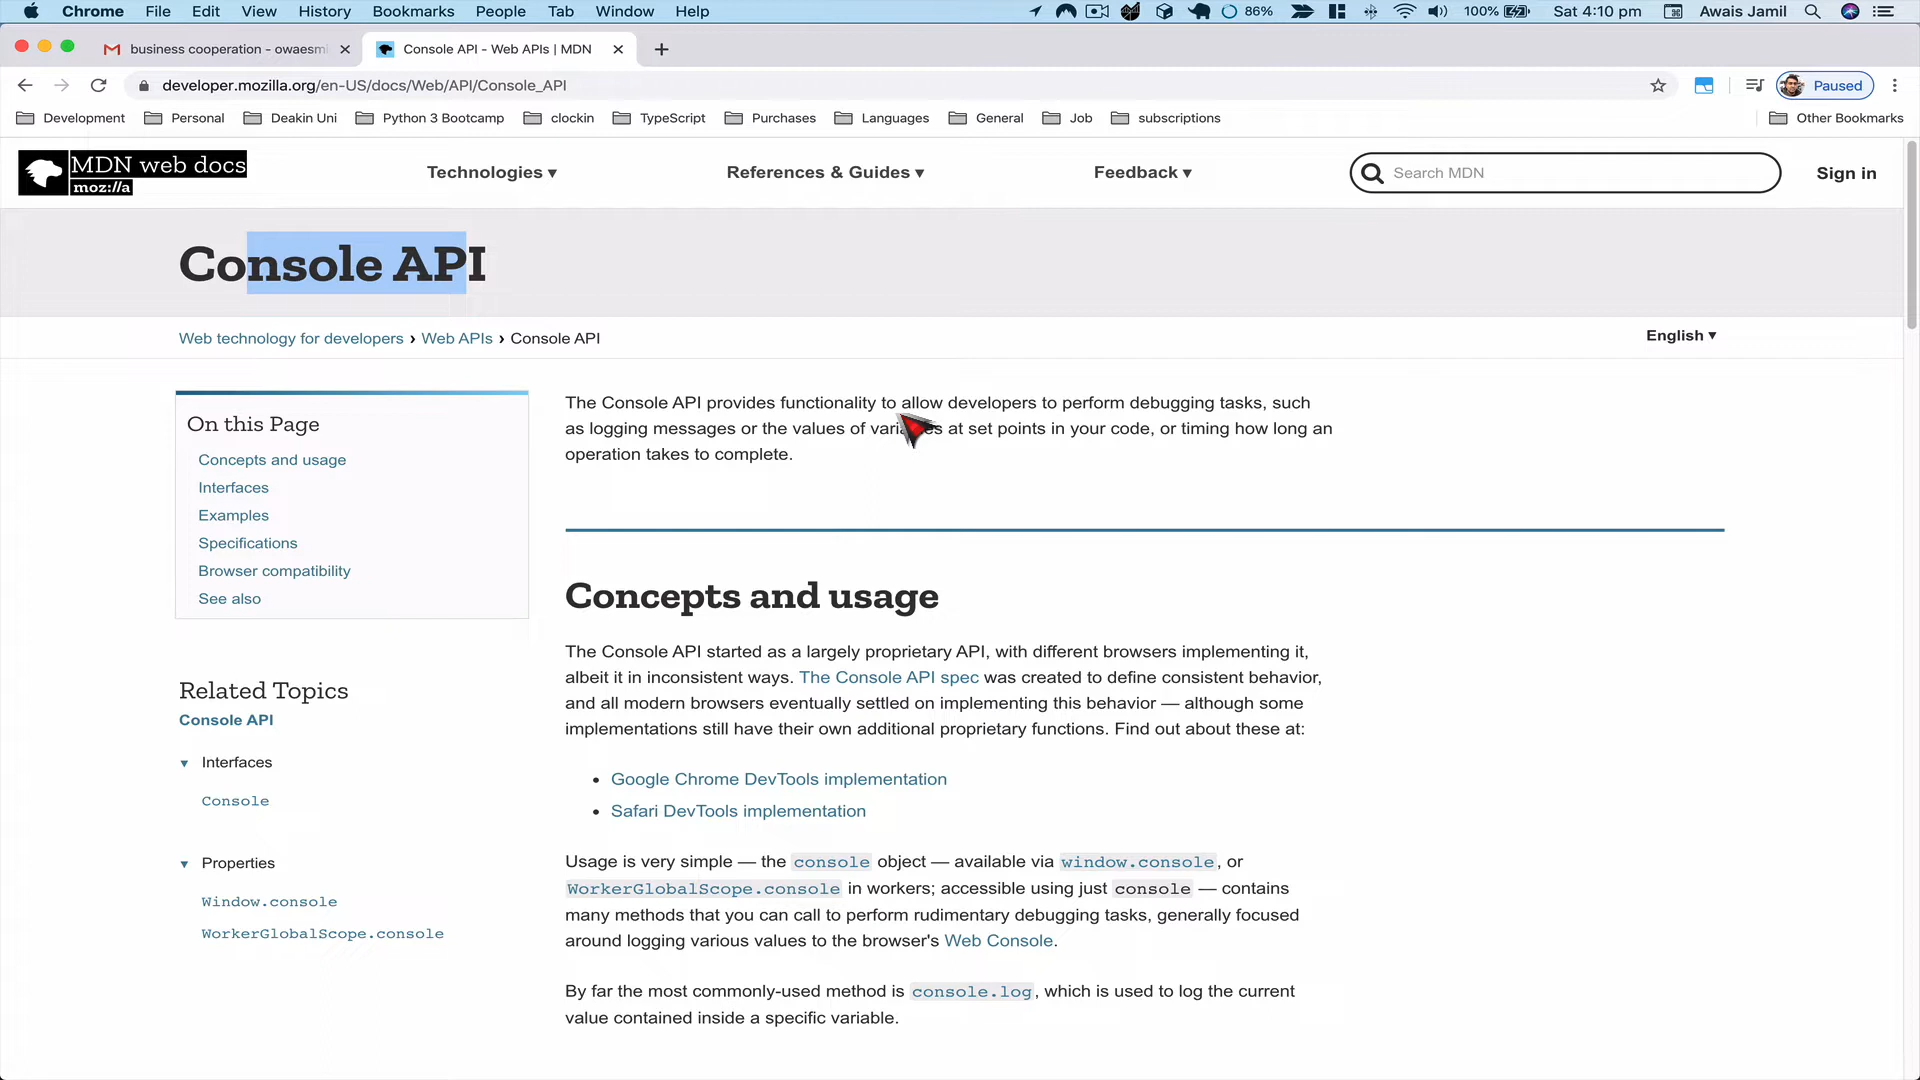 Chrome File Edit View History Bookmarks People Tab Window Help 86% 100% Sat 4:10 pm Awais Jamil
business cooperation - owaesmi Console API - Web APIs | MDN
developer.mozilla.org/en-US/docs/Web/API/Console_API Paused
Development Personal Deakin Uni Python 3 Bootcamp clockin TypeScript Purchases Languages General Job subscriptions Other Bookmarks
MDN web docs
moz://a
Technologies ▾ References & Guides ▾ Feedback ▾ Search MDN Sign in
Console API
Web technology for developers › Web APIs › Console API English ▾
On this Page
Concepts and usage
Interfaces
Examples
Specifications
Browser compatibility
See also
Related Topics
Console API
Interfaces
Console
Properties
Window.console
WorkerGlobalScope.console
The Console API provides functionality to allow developers to perform debugging tasks, such
as logging messages or the values of variables at set points in your code, or timing how long an
operation takes to complete.
Concepts and usage
The Console API started as a largely proprietary API, with different browsers implementing it,
albeit it in inconsistent ways. The Console API spec was created to define consistent behavior,
and all modern browsers eventually settled on implementing this behavior — although some
implementations still have their own additional proprietary functions. Find out about these at:
• Google Chrome DevTools implementation
• Safari DevTools implementation
Usage is very simple — the console object — available via window.console, or
WorkerGlobalScope.console in workers; accessible using just console — contains
many methods that you can call to perform rudimentary debugging tasks, generally focused
around logging various values to the browser's Web Console.
By far the most commonly-used method is console.log, which is used to log the current
value contained inside a specific variable.